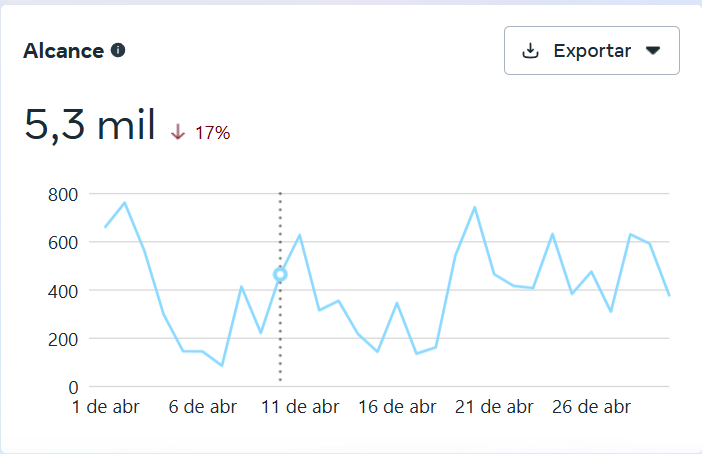 Alcance
Exportar
5,3 mil ↓ 17%
800
600
400
200
0
1 de abr 6 de abr 11 de abr 16 de abr 21 de abr 26 de abr